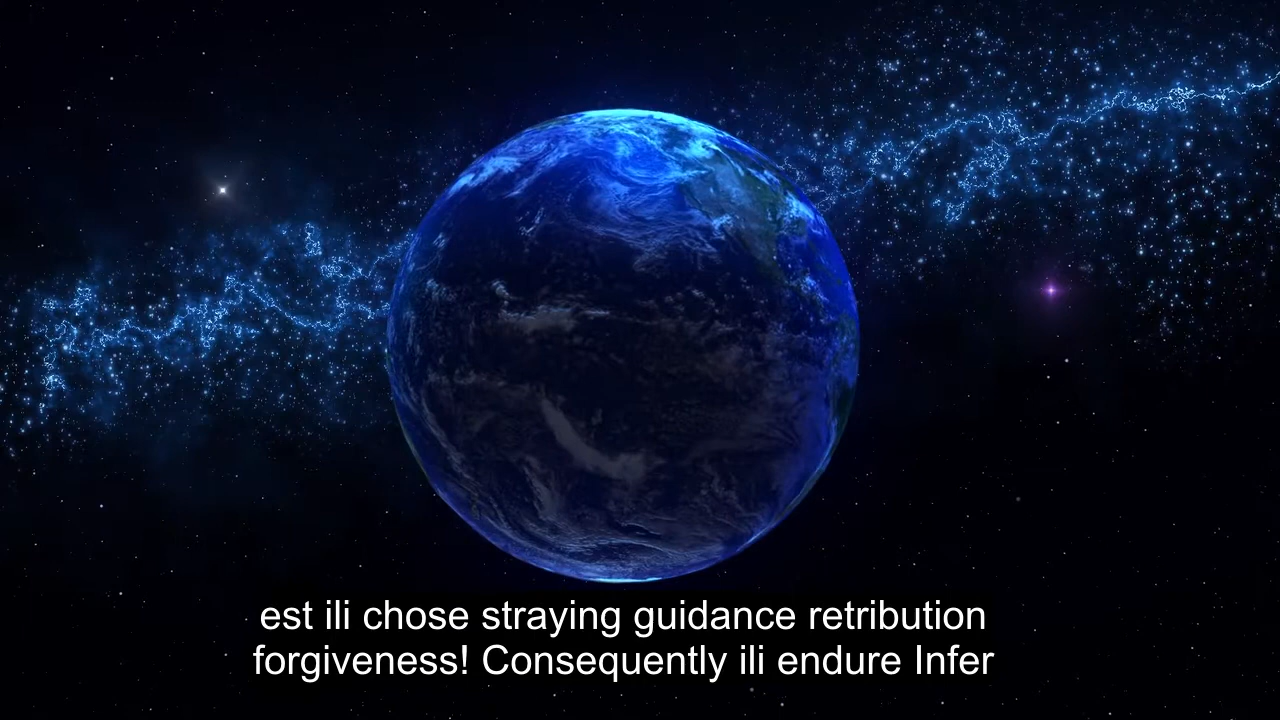 est ili chose straying guidance retribution
forgiveness! Consequently ili endure Infer